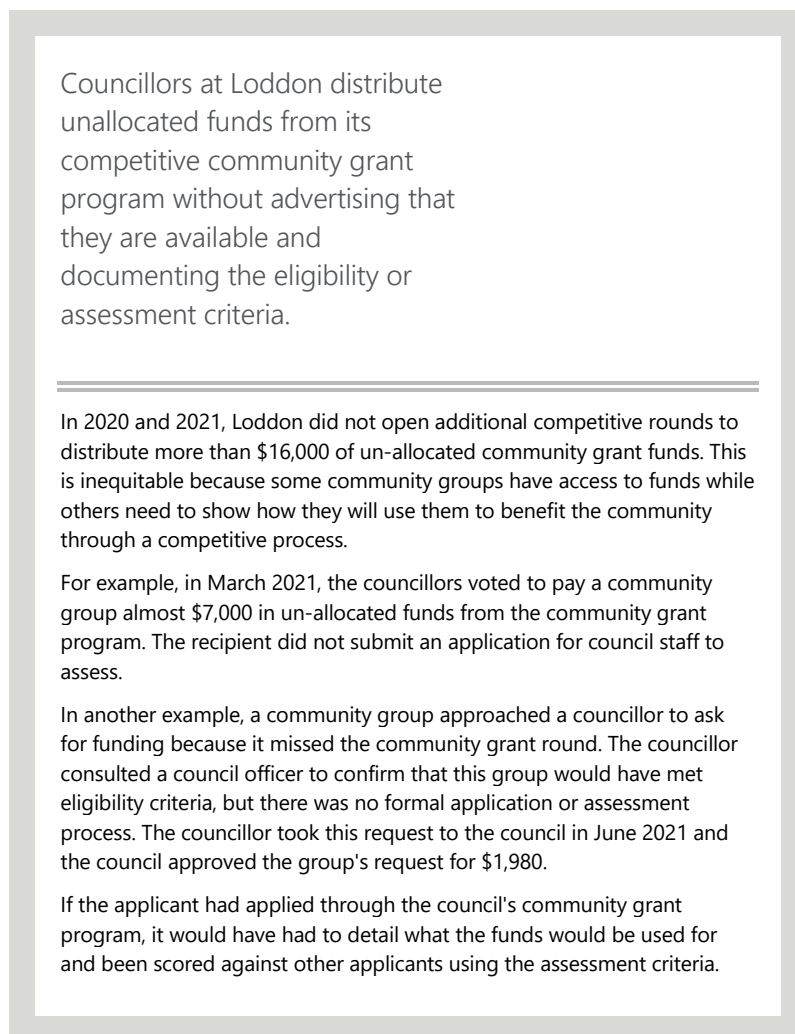 Councillors at Loddon distribute
unallocated funds from its
competitive community grant
program without advertising that
they are available and
documenting the eligibility or
assessment criteria.
In 2020 and 2021, Loddon did not open additional competitive rounds to
distribute more than $16,000 of un-allocated community grant funds. This
is inequitable because some community groups have access to funds while
others need to show how they will use them to benefit the community
through a competitive process.
For example, in March 2021, the councillors voted to pay a community
group almost $7,000 in un-allocated funds from the community grant
program. The recipient did not submit an application for council staff to
assess.
In another example, a community group approached a councillor to ask
for funding because it missed the community grant round. The councillor
consulted a council officer to confirm that this group would have met
eligibility criteria, but there was no formal application or assessment
process. The councillor took this request to the council in June 2021 and
the council approved the group's request for $1,980.
If the applicant had applied through the council's community grant
program, it would have had to detail what the funds would be used for
and been scored against other applicants using the assessment criteria.